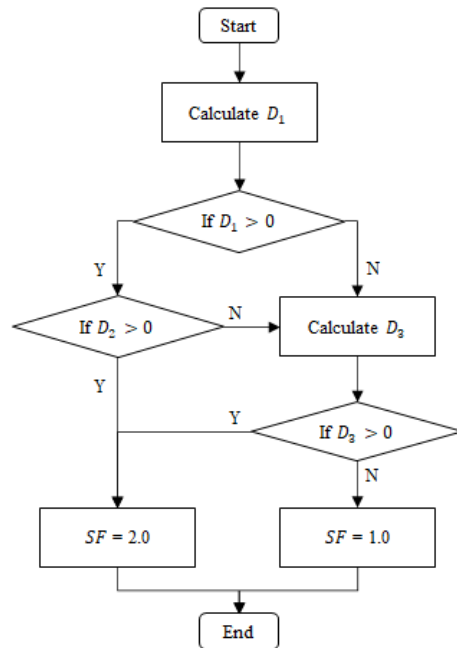 Start
Calculate D₁
If D₁ > 0
Y
N
If D₂ > 0
N
Calculate D₃
Y
Y
If D₃ > 0
N
SF = 2.0
SF = 1.0
End